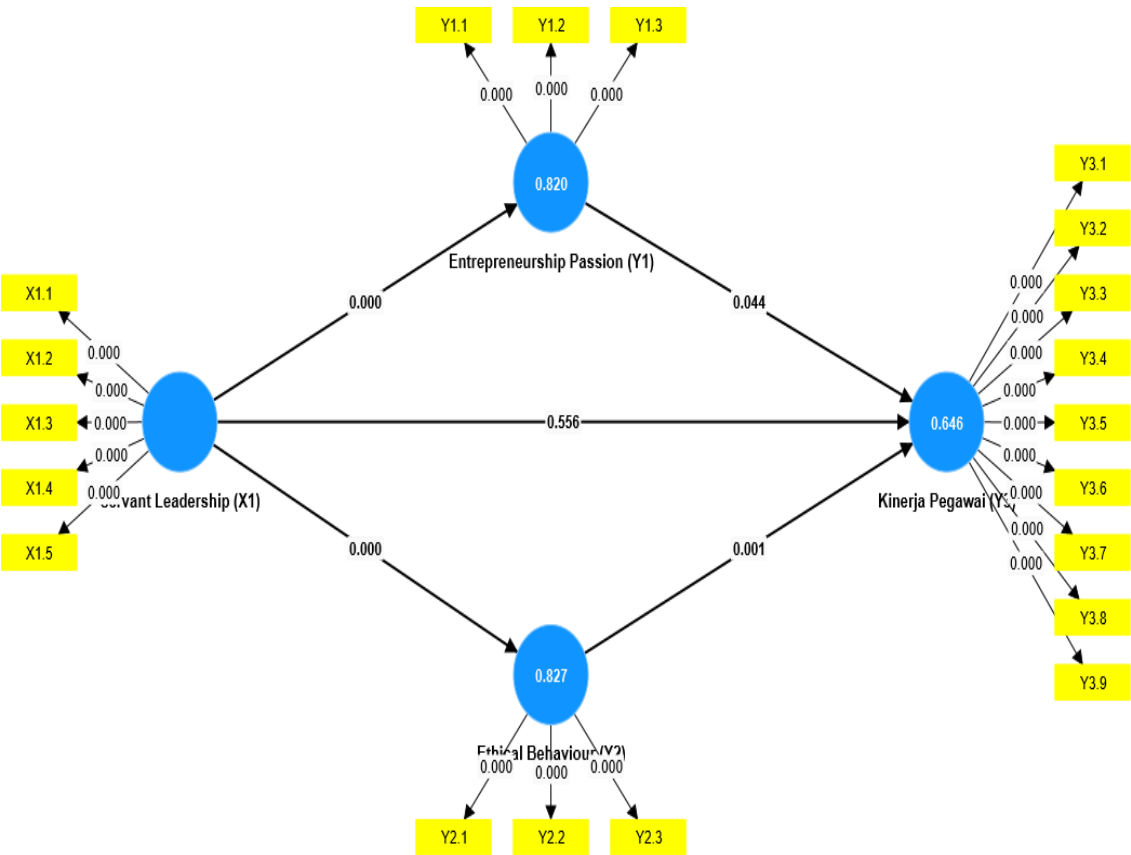 Y1.1 Y1.2 Y1.3
0.000 0.000 0.000
0.820
Entrepreneurship Passion (Y1)
0.000
0.044
X1.1
X1.2
X1.3
X1.4
X1.5
0.000
0.000
0.000
0.000
0.000
Leadership (X1)
0.556
0.646
Kinerja Pegawai
0.000
0.000
0.000
0.000
0.000
0.000
0.000
0.000
0.000
Y3.1
Y3.2
Y3.3
Y3.4
Y3.5
Y3.6
Y3.7
Y3.8
Y3.9
0.000
0.001
0.827
Ethical Behaviour (Y2)
0.000 0.000 0.000
Y2.1 Y2.2 Y2.3